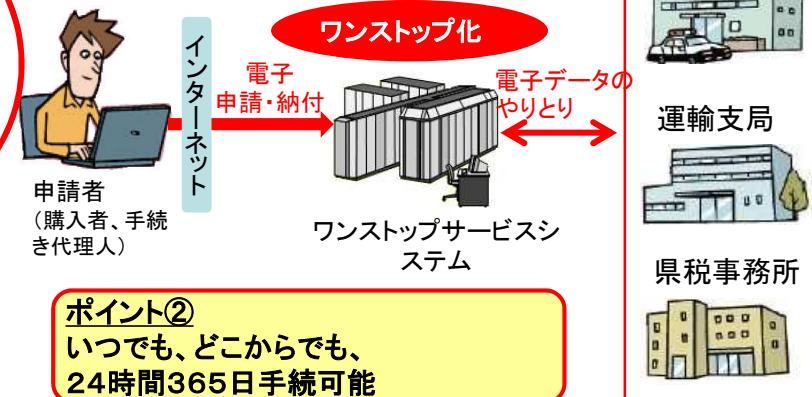 ワンストップ化
インターネット
電子
申請・納付
電子データの
やりとり
申請者
（購入者、手続
き代理人）
ワンストップサービスシ
ステム
運輸支局
県税事務所
ポイント②
いつでも、どこからでも、
２４時間３６５日手続可能